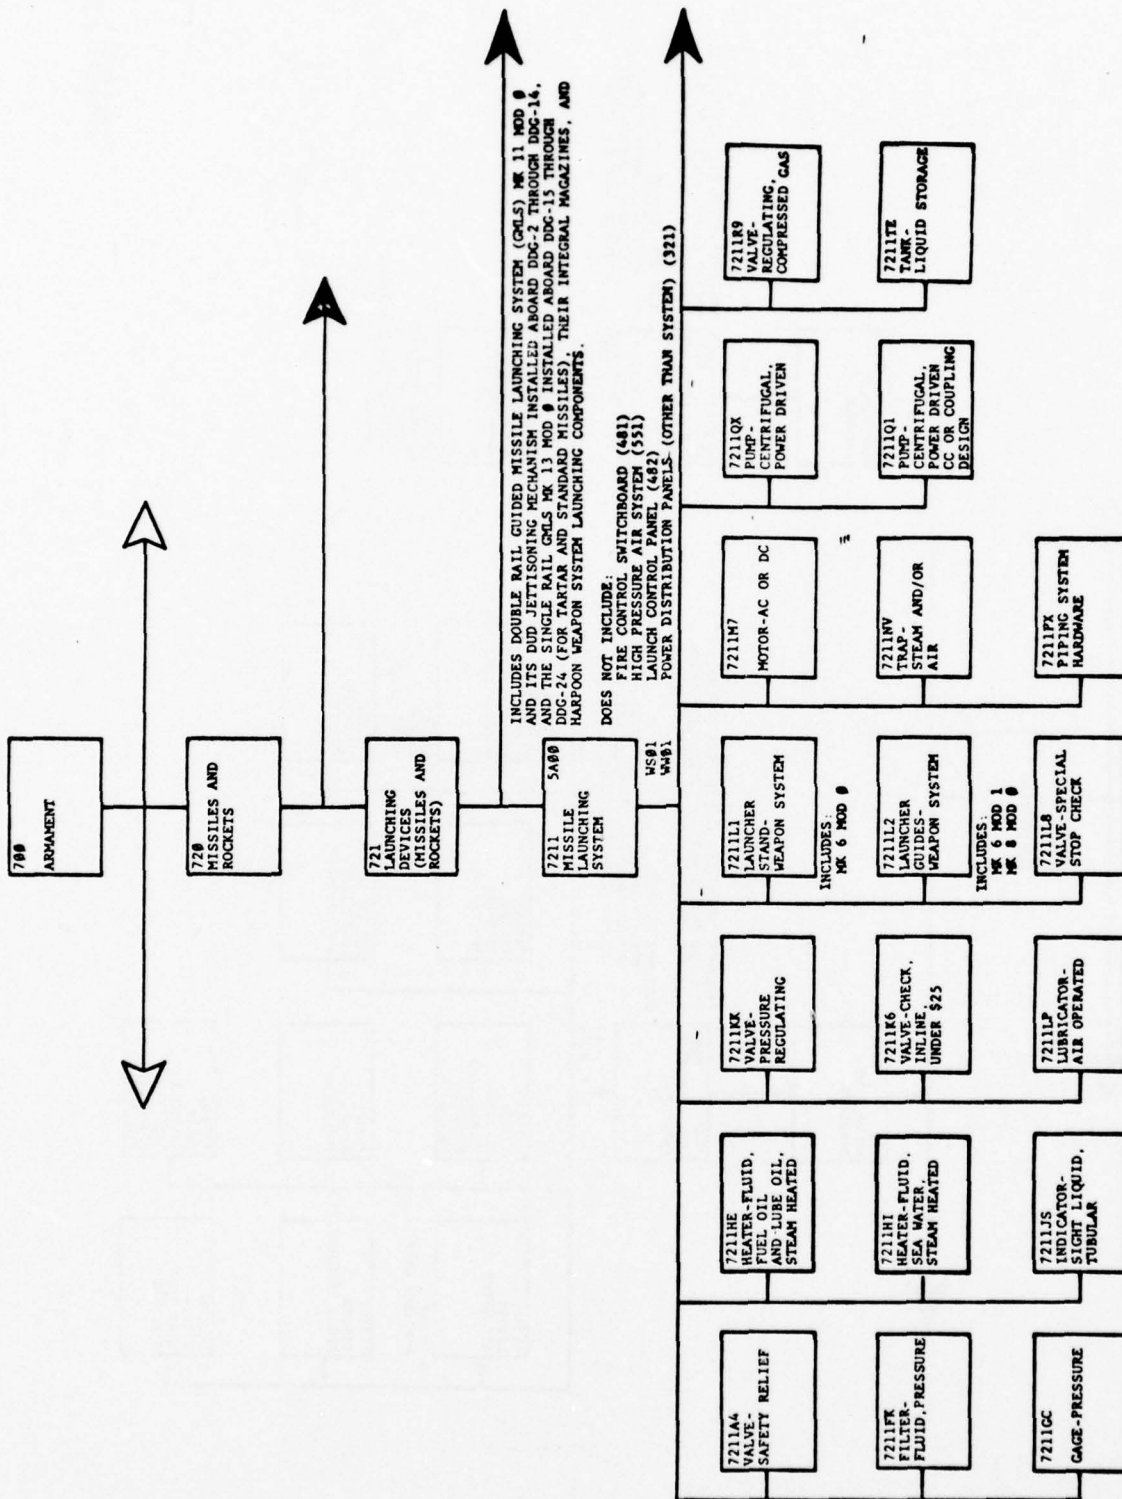 700
ARMAMENT
720
MISSILES AND
ROCKETS
721
LAUNCHING
DEVICES
(MISSILES AND
ROCKETS)
INCLUDES DOUBLE RAIL GUIDED MISSILE LAUNCHING SYSTEM (GMLS) MK 11 MOD 0
AND ITS DUD JETTISONING MECHANISM INSTALLED ABOARD DDG-2 THROUGH DDG-14,
AND THE SINGLE RAIL GMLS MK 13 MOD 0 INSTALLED ABOARD DDG-15 THROUGH
DDG-24 (FOR TARTAR AND STANDARD MISSILES), THEIR INTEGRAL MAGAZINES, AND
HARPOON WEAPON SYSTEM LAUNCHING COMPONENTS.
7211 5A00
MISSILE
LAUNCHING
SYSTEM
DOES NOT INCLUDE:
FIRE CONTROL SWITCHBOARD (481)
HIGH PRESSURE AIR SYSTEM (551)
LAUNCH CONTROL PANEL (482)
POWER DISTRIBUTION PANELS (OTHER THAN SYSTEM) (321)
WS01
WW01
7211A4
VALVE-
SAFETY RELIEF
7211FK
FILTER-
FLUID,PRESSURE
7211GC
GAGE-PRESSURE
7211HE
HEATER-FLUID,
FUEL OIL
AND LUBE OIL,
STEAM HEATED
7211HI
HEATER-FLUID,
SEA WATER,
STEAM HEATED
7211JS
INDICATOR-
SIGHT LIQUID,
TUBULAR
7211KX
VALVE-
PRESSURE
REGULATING
7211K6
VALVE-CHECK,
INLINE,
UNDER $25
7211LP
LUBRICATOR-
AIR OPERATED
7211L1
LAUNCHER
STAND-
WEAPON SYSTEM
INCLUDES:
MK 6 MOD 0
7211L2
LAUNCHER
GUIDES-
WEAPON SYSTEM
INCLUDES:
MK 6 MOD 1
MK 8 MOD 0
7211L8
VALVE-SPECIAL
STOP CHECK
7211M7
MOTOR-AC OR DC
7211NV
TRAP-
STEAM AND/OR
AIR
7211PX
PIPING SYSTEM
HARDWARE
7211QX
PUMP-
CENTRIFUGAL,
POWER DRIVEN
7211Q1
PUMP-
CENTRIFUGAL,
POWER DRIVEN
CC OR COUPLING
DESIGN
7211R9
VALVE-
REGULATING,
COMPRESSED GAS
7211TE
TANK-
LIQUID STORAGE